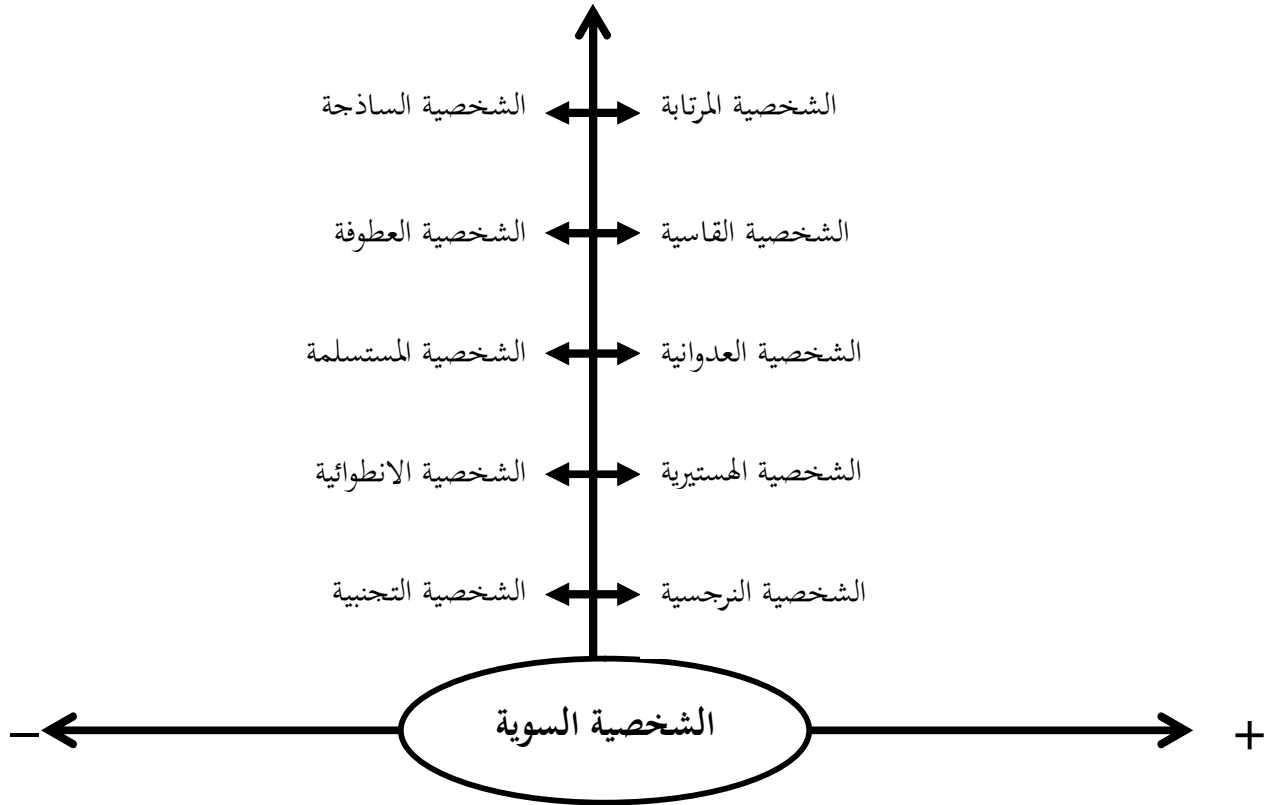 الشخصية المرتابة الشخصية الساذجة
الشخصية القاسية الشخصية العطوفة
الشخصية العدوانية الشخصية المستسلمة
الشخصية الهستيرية الشخصية الانطوائية
الشخصية النرجسية الشخصية التجنبية
الشخصية السوية
+ –